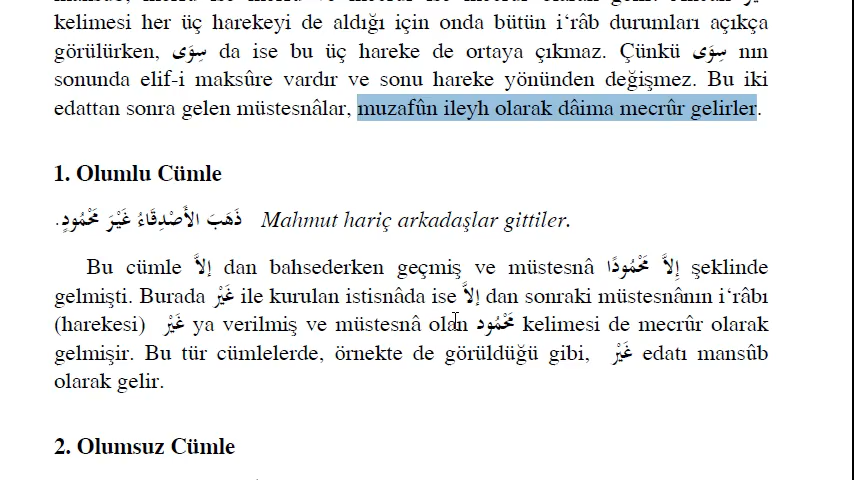 kelimesi her üç harekeyi de aldığı için onda bütün i‘râb durumları açıkça
görülürken, سِوَى da ise bu üç hareke de ortaya çıkmaz. Çünkü سِوَى nın
sonunda elif-i maksûre vardır ve sonu hareke yönünden değişmez. Bu iki
edattan sonra gelen müstesnâlar, muzafûn ileyh olarak dâima mecrûr gelirler.
1. Olumlu Cümle
ذَهَبَ الأَصْدِقَاءُ غَيْرَ مَحْمُودٍ. Mahmut hariç arkadaşlar gittiler.
Bu cümle إلاَّ dan bahsederken geçmiş ve müstesnâ إِلاَّ مَحْمُودًا şeklinde
gelmişti. Burada غَيْرُ ile kurulan istisnâda ise إلاَّ dan sonraki müstesnânın i‘râbı
(harekesi) غَيْرُ ya verilmiş ve müstesnâ olan مَحْمُود kelimesi de mecrûr olarak
gelmişir. Bu tür cümlelerde, örnekte de görüldüğü gibi, غَيْرُ edatı mansûb
olarak gelir.
2. Olumsuz Cümle